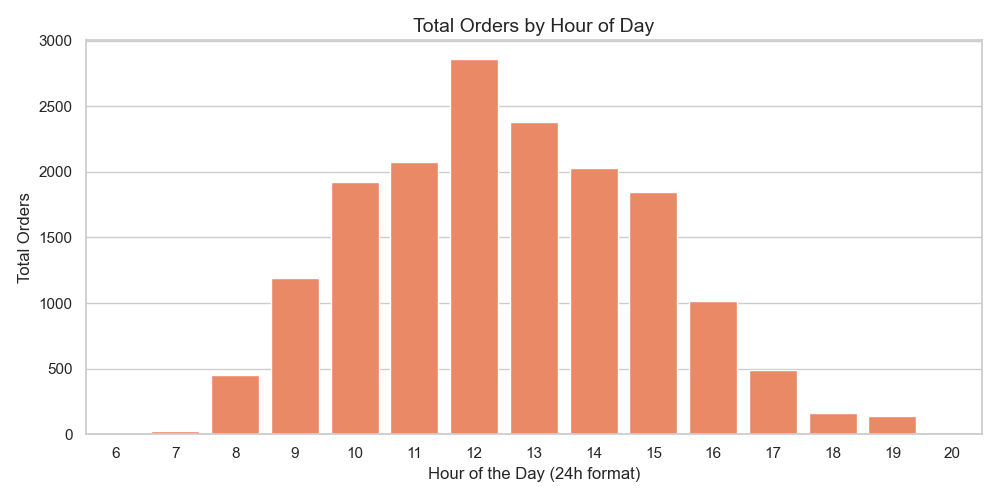 Total Orders by Hour of Day
3000
2500
2000
1500
1000
500
0
Total Orders
6 7 8 9 10 11 12 13 14 15 16 17 18 19 20
Hour of the Day (24h format)